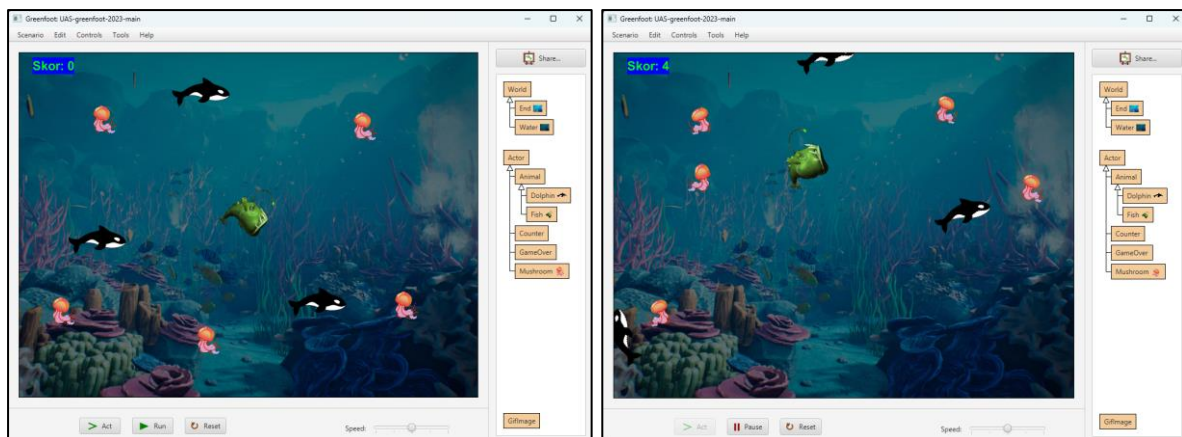 Greenfoot: UAS-greenfoot-2023-main
Scenario Edit Controls Tools Help
Skor: 0
Share...
World
End
Water
Actor
Animal
Dolphin
Fish
Counter
GameOver
Mushroom
GifImage
Act
Run
Reset
Speed:
Greenfoot: UAS-greenfoot-2023-main
Scenario Edit Controls Tools Help
Skor: 4
Share...
World
End
Water
Actor
Animal
Dolphin
Fish
Counter
GameOver
Mushroom
GifImage
Act
Pause
Reset
Speed: